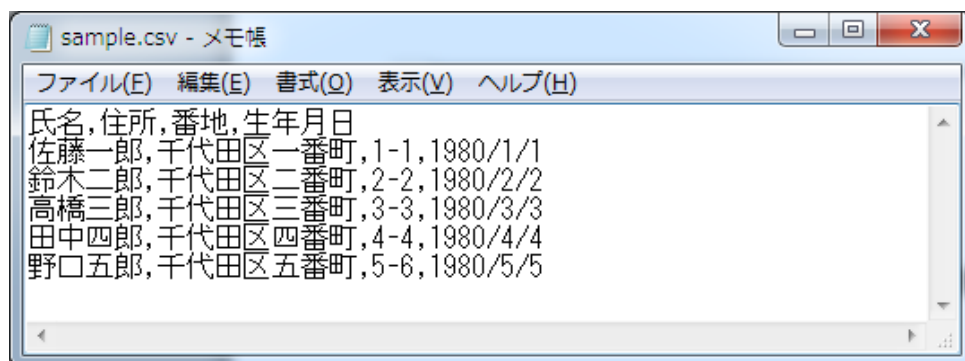 sample.csv - メモ帳
ファイル(F) 編集(E) 書式(O) 表示(V) ヘルプ(H)
氏名,住所,番地,生年月日
佐藤一郎,千代田区一番町,1-1,1980/1/1
鈴木二郎,千代田区二番町,2-2,1980/2/2
高橋三郎,千代田区三番町,3-3,1980/3/3
田中四郎,千代田区四番町,4-4,1980/4/4
野口五郎,千代田区五番町,5-6,1980/5/5